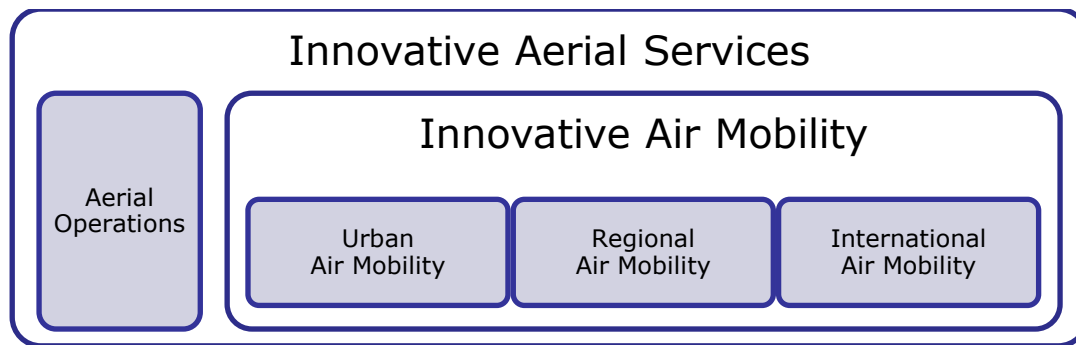 Innovative Aerial Services
Innovative Air Mobility
Aerial
Operations
Urban
Air Mobility
Regional
Air Mobility
International
Air Mobility